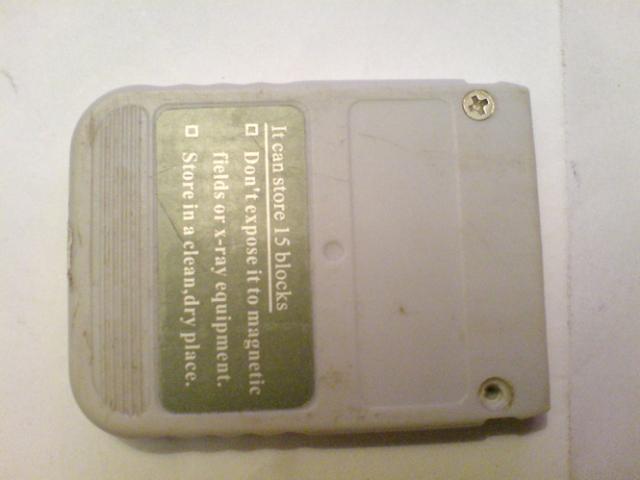 It can store 15 blocks
Don't expose it to magnetic
fields or x-ray equipment.
Store in a clean,dry place.